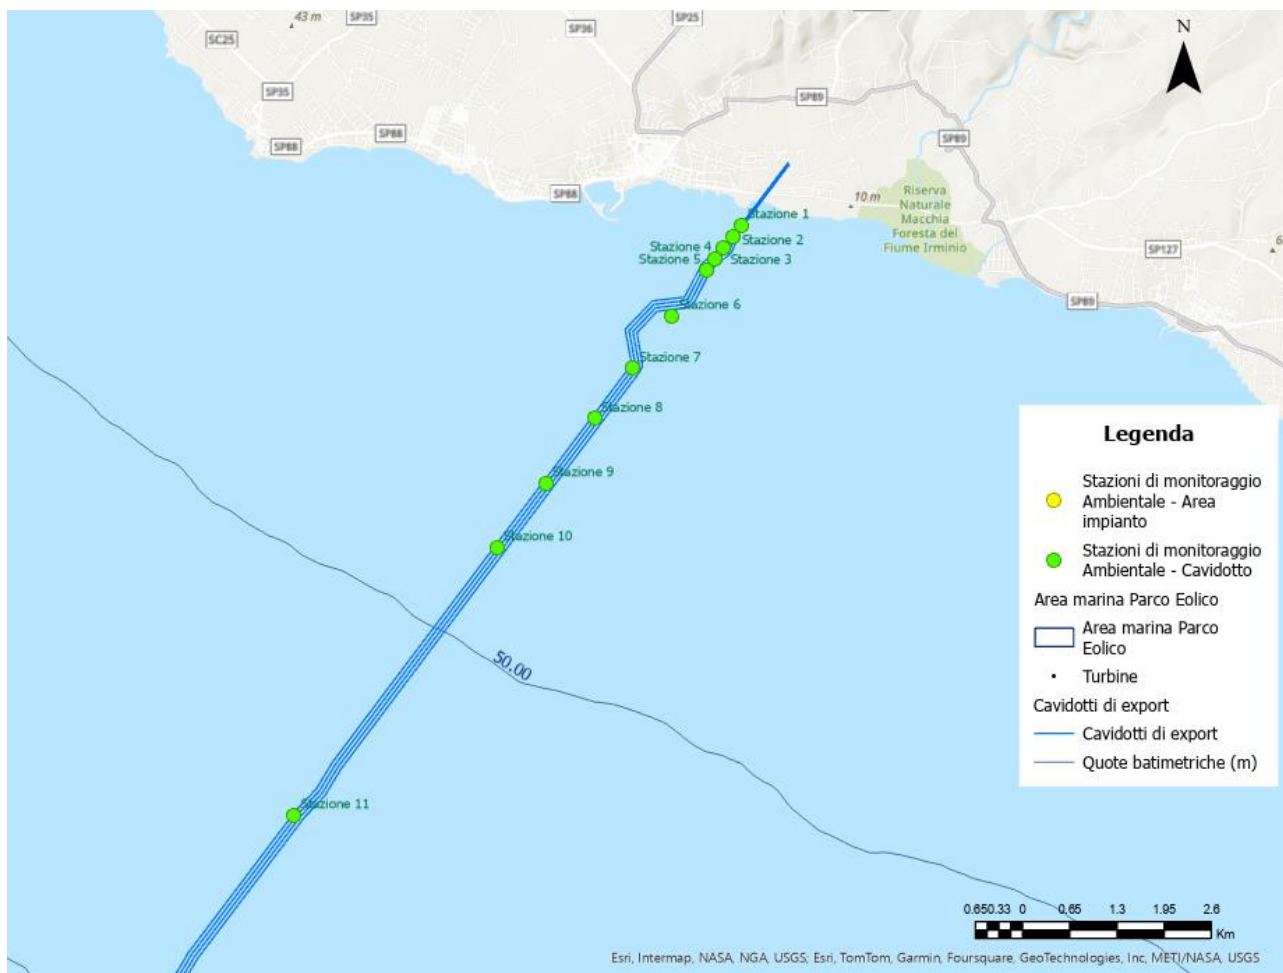 43 m
SP35
SP25
SC25
SP36
N
SP35
SP89
SP88
SP88
SP89
SP88
10 m
Riserva
Naturale
Macchia
Foresta del
Fiume Irminio
SP127
6
SP89
Stazione 1
Stazione 2
Stazione 4
Stazione 5
Stazione 3
Stazione 6
Stazione 7
Stazione 8
Stazione 9
Stazione 10
50,00
Stazione 11
Legenda
Stazioni di monitoraggio
Ambientale - Area
impianto
Stazioni di monitoraggio
Ambientale - Cavidotto
Area marina Parco Eolico
Area marina Parco
Eolico
Turbine
Cavidotti di export
Cavidotti di export
Quote batimetriche (m)
0.65 0.33 0 0.65 1.3 1.95 2.6
Km
Esri, Intermap, NASA, NGA, USGS; Esri, TomTom, Garmin, Foursquare, GeoTechnologies, Inc, METI/NASA, USGS